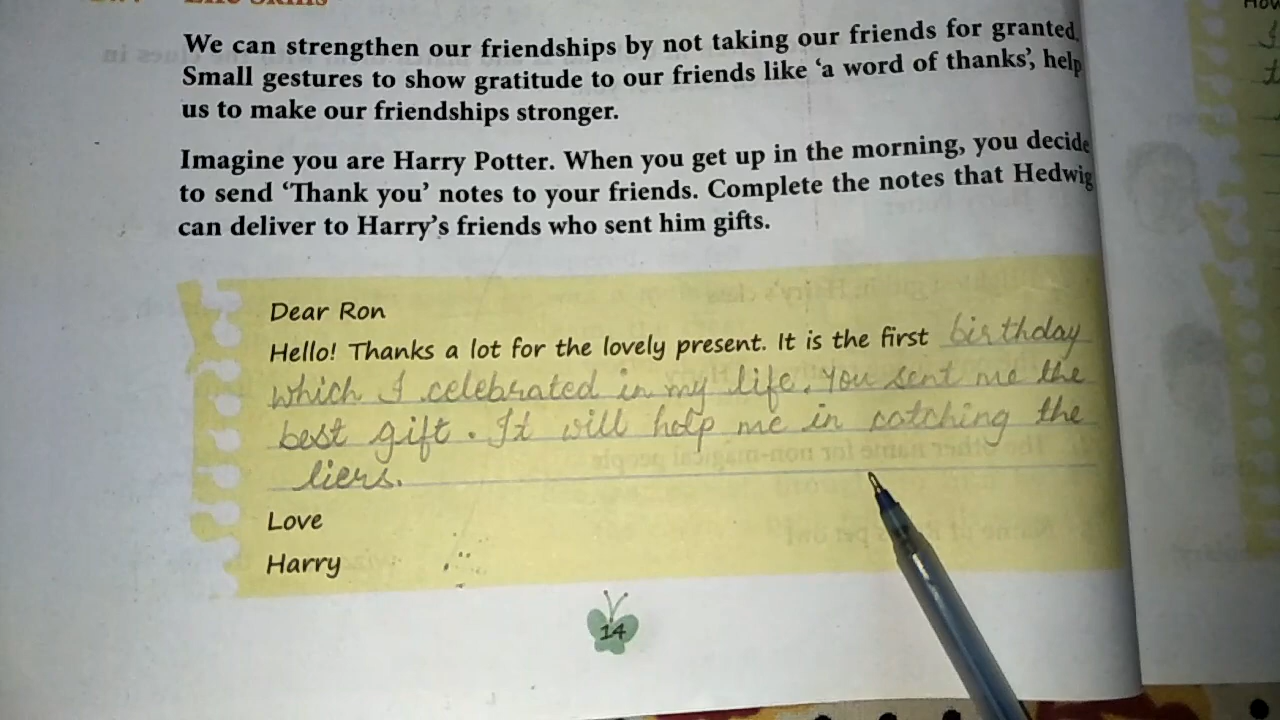 Life Skills
We can strengthen our friendships by not taking our friends for granted.
Small gestures to show gratitude to our friends like ‘a word of thanks’, help
us to make our friendships stronger.
Imagine you are Harry Potter. When you get up in the morning, you decide
to send ‘Thank you’ notes to your friends. Complete the notes that Hedwig
can deliver to Harry’s friends who sent him gifts.
Dear Ron
Hello! Thanks a lot for the lovely present. It is the first birthday
which I celebrated in my life. You sent me the
best gift. It will help me in catching the
liers.
Love
Harry
14